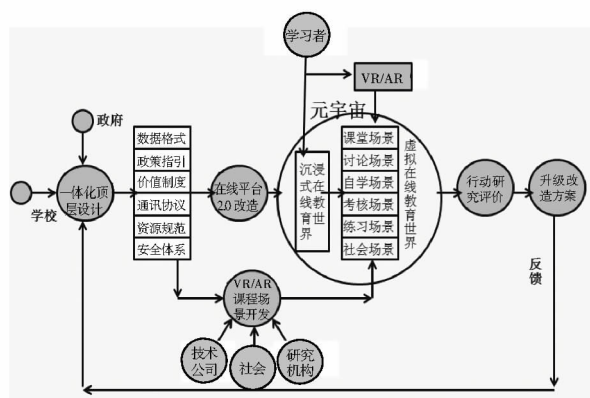 学习者
VR/AR
元宇宙
政府
学校
一体化顶
层设计
数据格式
政策指引
价值制度
通讯协议
资源规范
安全体系
在线平台
2.0 改造
沉浸
式在
线教
育世
界
课堂场景
讨论场景
自学场景
考核场景
练习场景
社会场景
虚拟在线教育世界
行动研
究评价
升级改
造方案
反馈
VR/AR
课程场
景开发
技术
公司
社会
研究
机构